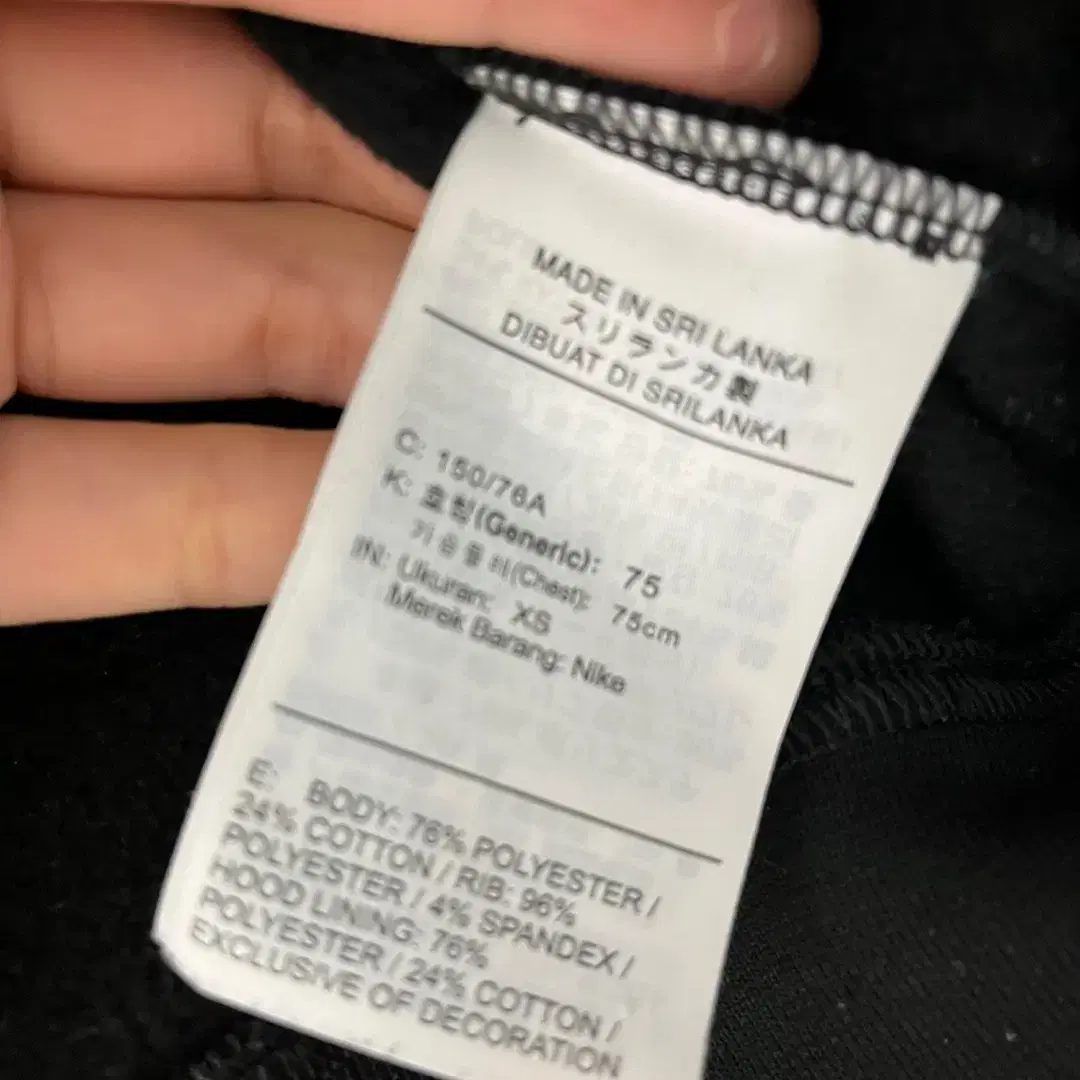 MADE IN SRI LANKA
スリランカ製
DIBUAT DI SRILANKA
C: 150/76A
K: 호칭(Generic): 75
가슴둘레(Chest): 75cm
IN: Ukuran: XS
Merek Barang: Nike
E: BODY: 76% POLYESTER /
24% COTTON / RIB: 96%
POLYESTER / 4% SPANDEX /
HOOD LINING: 76%
POLYESTER / 24% COTTON /
EXCLUSIVE OF DECORATION